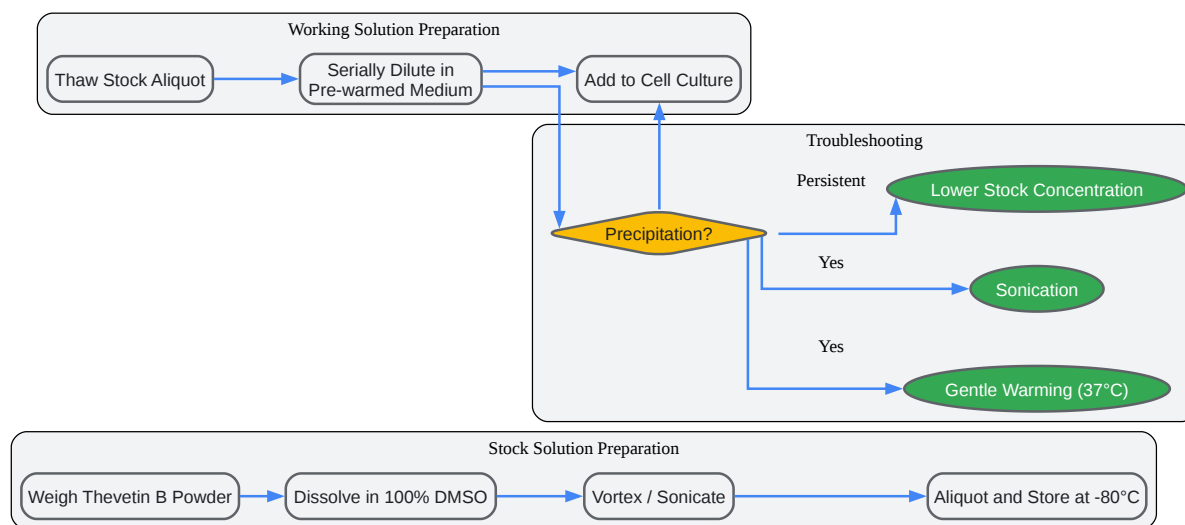 Working Solution Preparation
Thaw Stock Aliquot
Serially Dilute in
Pre-warmed Medium
Add to Cell Culture
Troubleshooting
Persistent
Lower Stock Concentration
Precipitation?
Yes
Sonication
Yes
Gentle Warming (37°C)
Stock Solution Preparation
Weigh Thevetin B Powder
Dissolve in 100% DMSO
Vortex / Sonicate
Aliquot and Store at -80°C